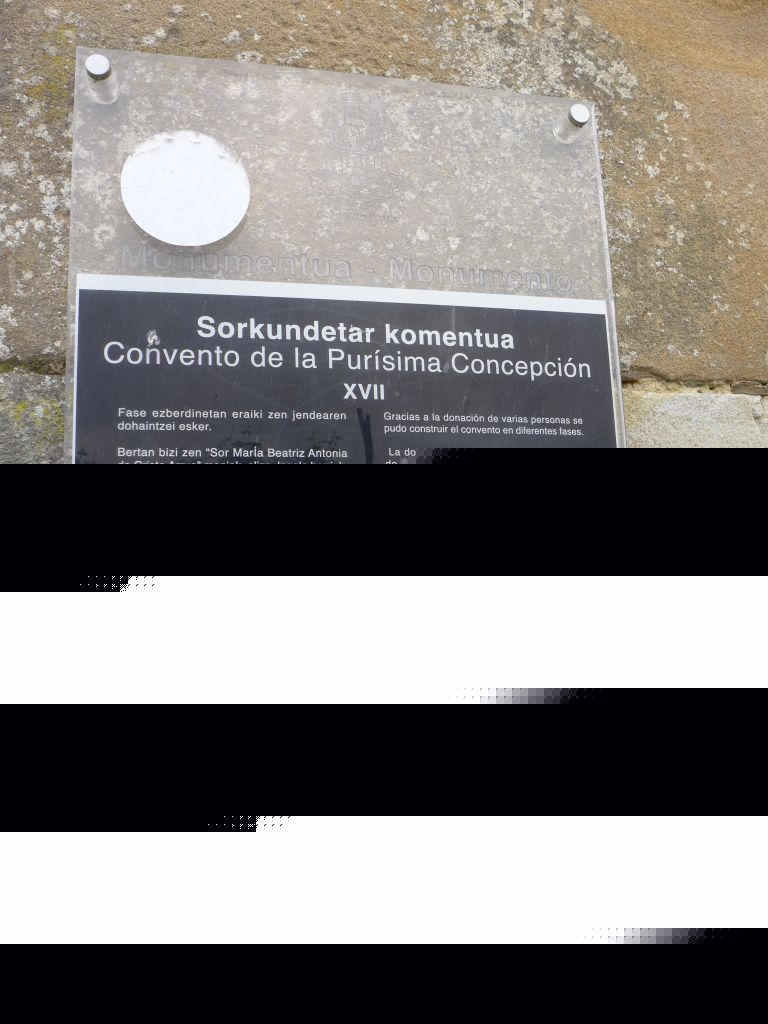 Monumentua - Monumento
Sorkundetar komentua
Convento de la Purísima Concepción
XVII
Fase ezberdinetan eraiki zen jendearen
dohaintzei esker.
Bertan bizi zen "Sor María Beatriz Antonia
Gracias a la donación de varias personas se
pudo construir el convento en diferentes fases.
La do